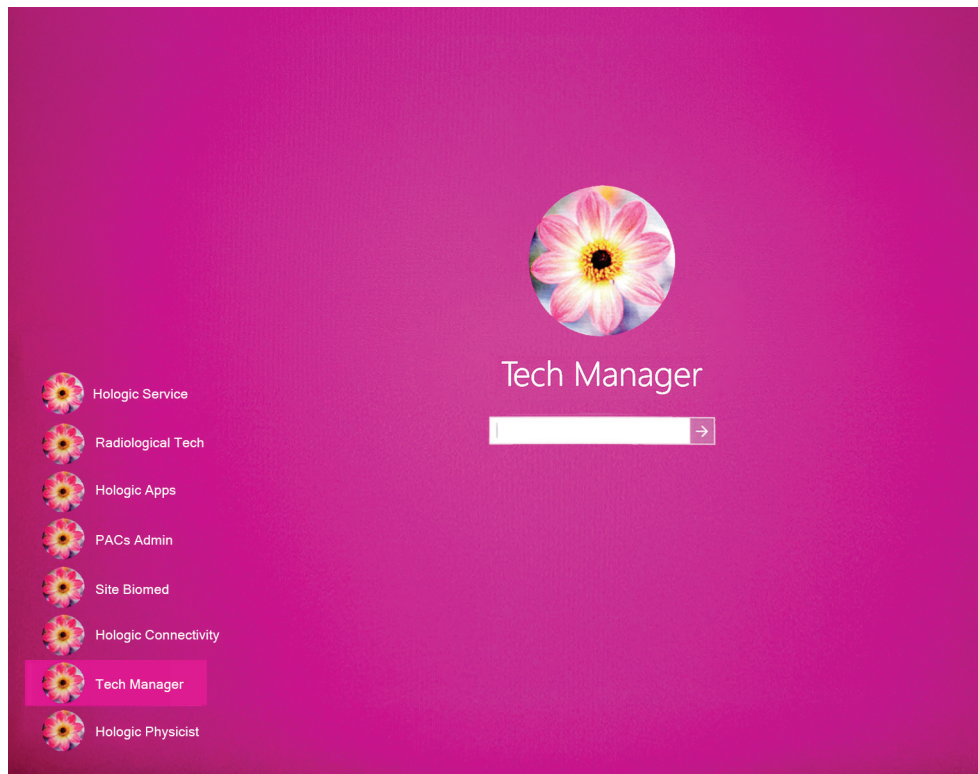 Tech Manager
Hologic Service
Radiological Tech
Hologic Apps
PACs Admin
Site Biomed
Hologic Connectivity
Tech Manager
Hologic Physicist